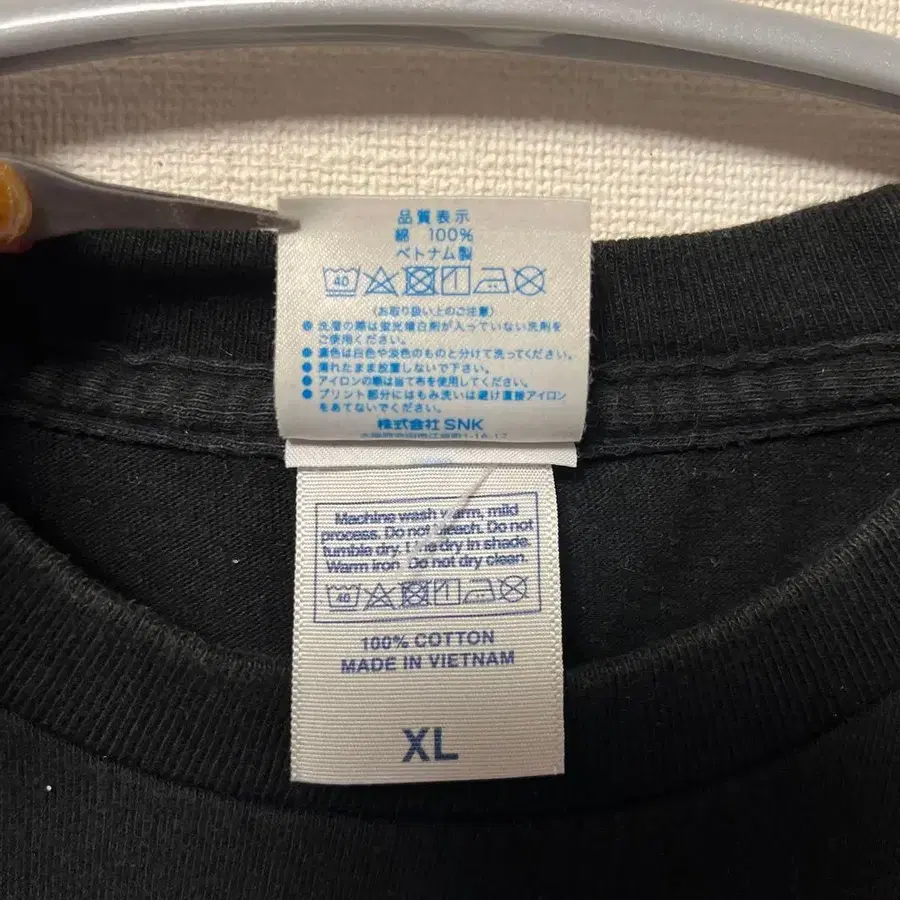 品質表示
綿 100%
ベトナム製
40
〈お取り扱い上のご注意〉
● 洗濯の際は蛍光増白剤が入っていない洗剤を
ご使用ください。
● 濃色は白色や淡色のものと分けて洗ってください。
● 濡れたまま放置しないで下さい。
● アイロンの際は当て布を使用してください。
● プリント部分にはもみ洗いは避け直接アイロン
をあてないでください。
株式会社 SNK
Machine wash warm, mild
process. Do not bleach. Do not
tumble dry. Line dry in shade.
Warm iron. Do not dry clean.
40
100% COTTON
MADE IN VIETNAM
XL